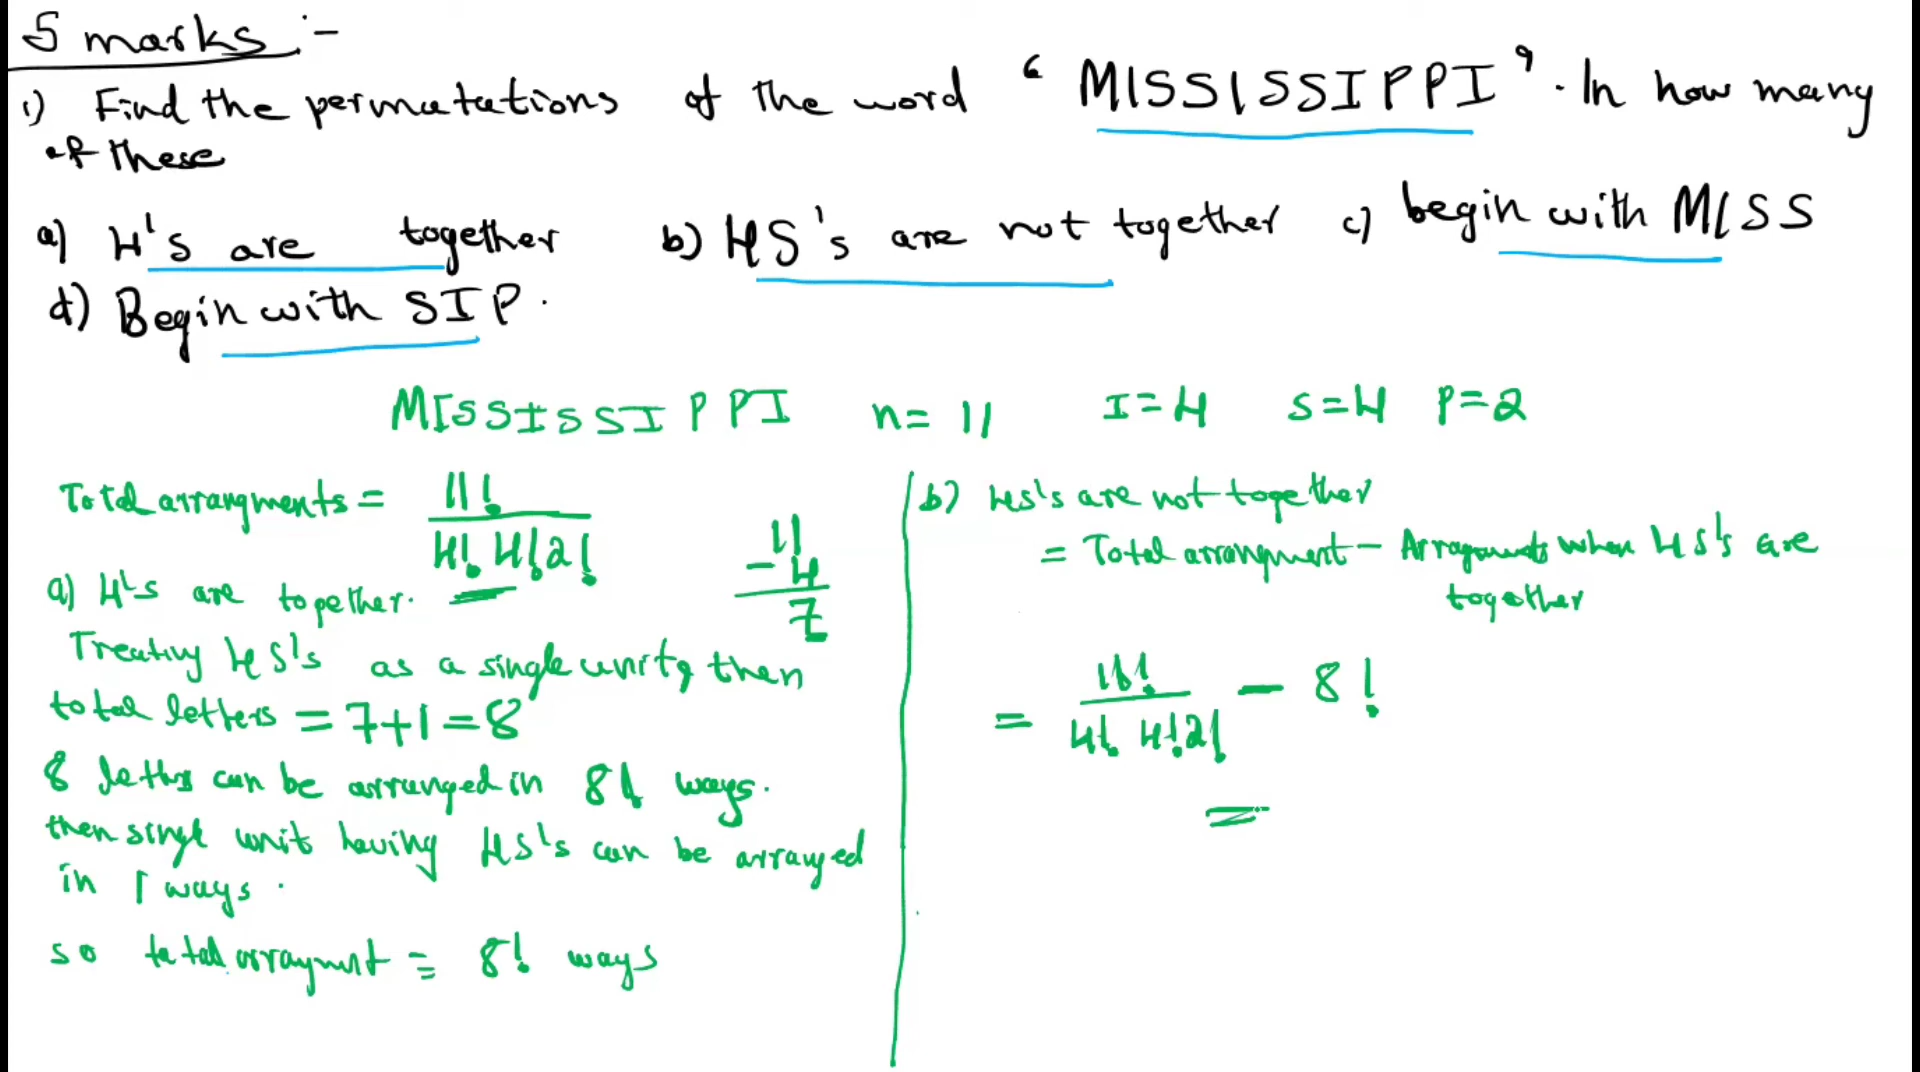 5 marks :-
1) Find the permutations of the word "MISSISSIPPI". In how many
of these
a) 4's are together b) 4S's are not together c) begin with MISS
d) Begin with SIP.
MISSISSIPPI n= 11 I=4 S=4 P=2
Total arrangments = 11! / 4! 4! 2!
11
-4
7
a) 4's are together.
Treating 4S's as a single unit, then
total letters = 7+1=8
8 letters can be arranged in 8! ways.
then single unit having 4S's can be arranged
in 1 ways.
so total arraynmt = 8! ways
b) 4S's are not together
= Total arrangment - Arragments when 4S's are
together
= 11! / 4! 4! 2! - 8!
=